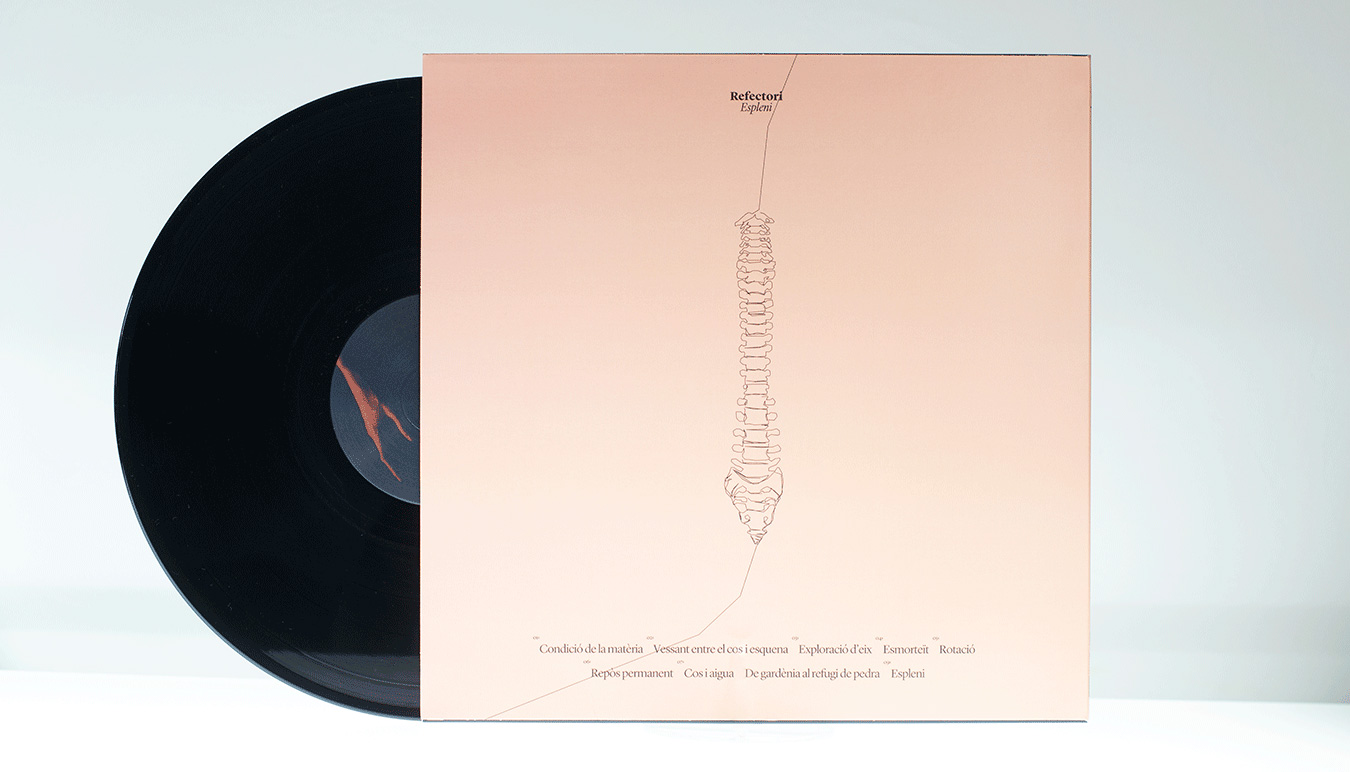 Refectori
Espleni
Condició de la matèria Vessant entre el cos i esquena Exploració d'eix Esmorteït Rotació
Repòs permanent Cos i aigua De gardènia al refugi de pedra Espleni